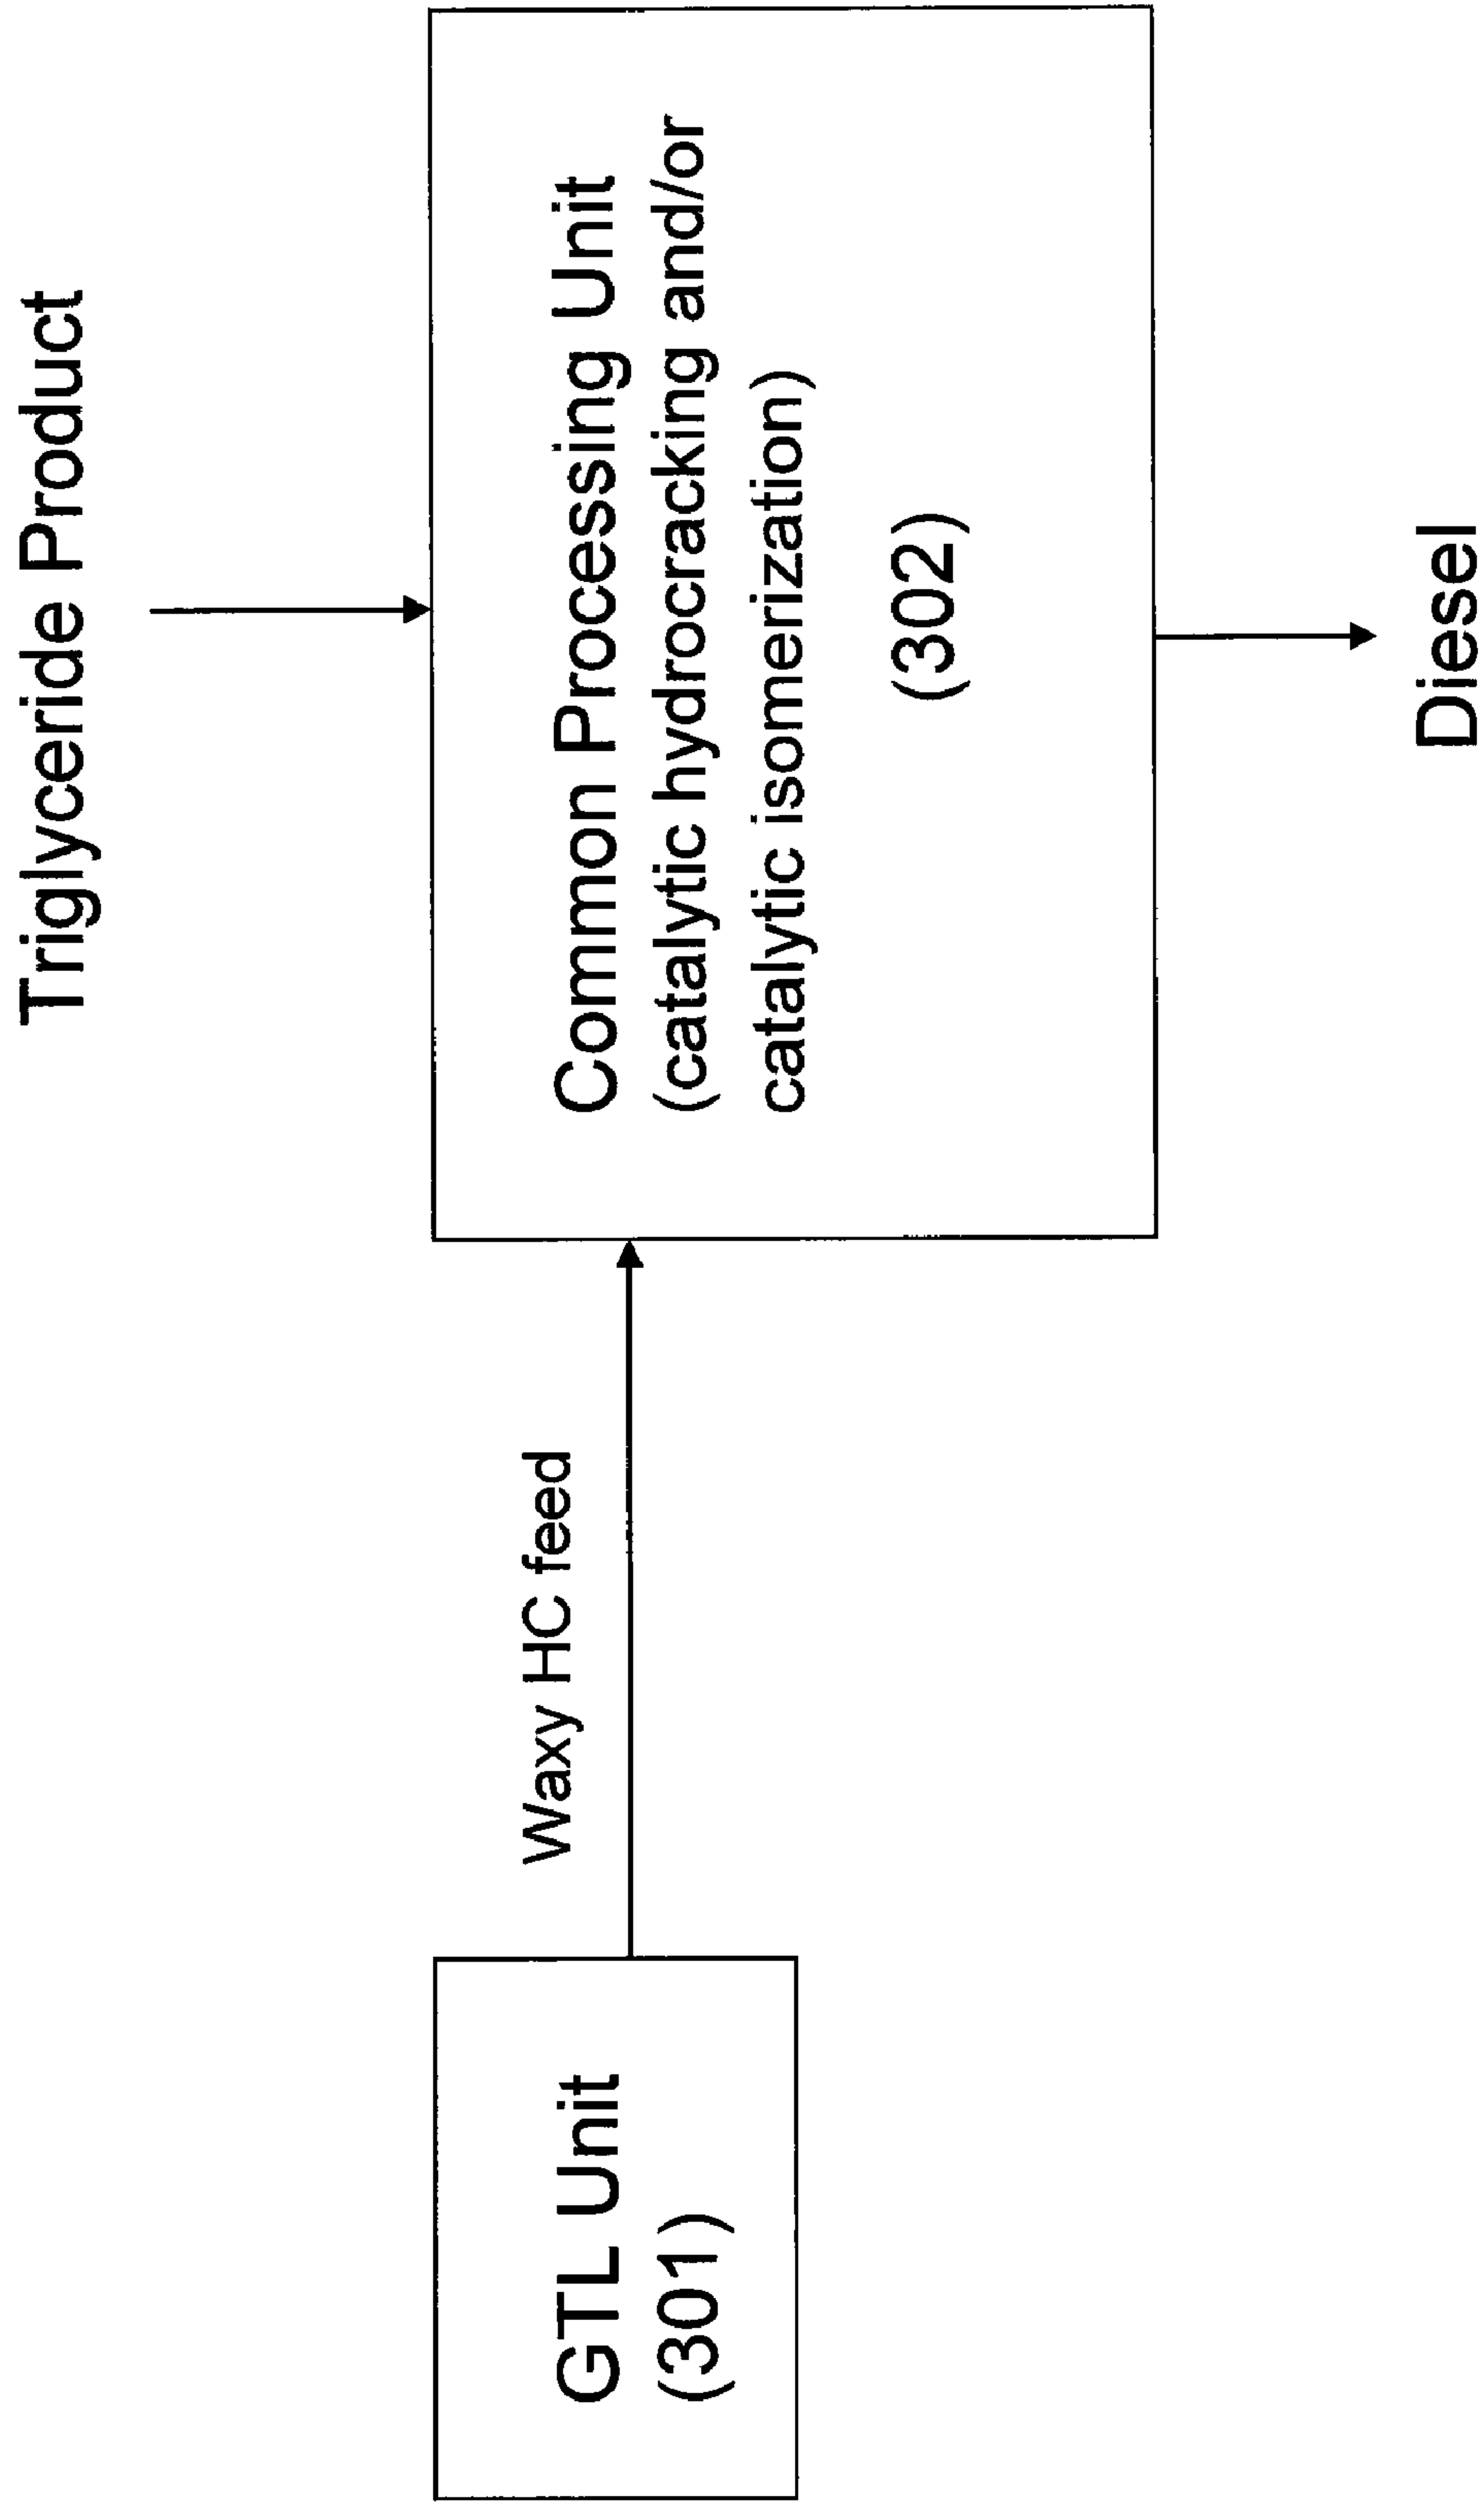 Triglyceride Product
GTL Unit
(301)
Waxy HC feed
Common Processing Unit
(catalytic hydrocracking and/or
catalytic isomerization)
(302)
Diesel